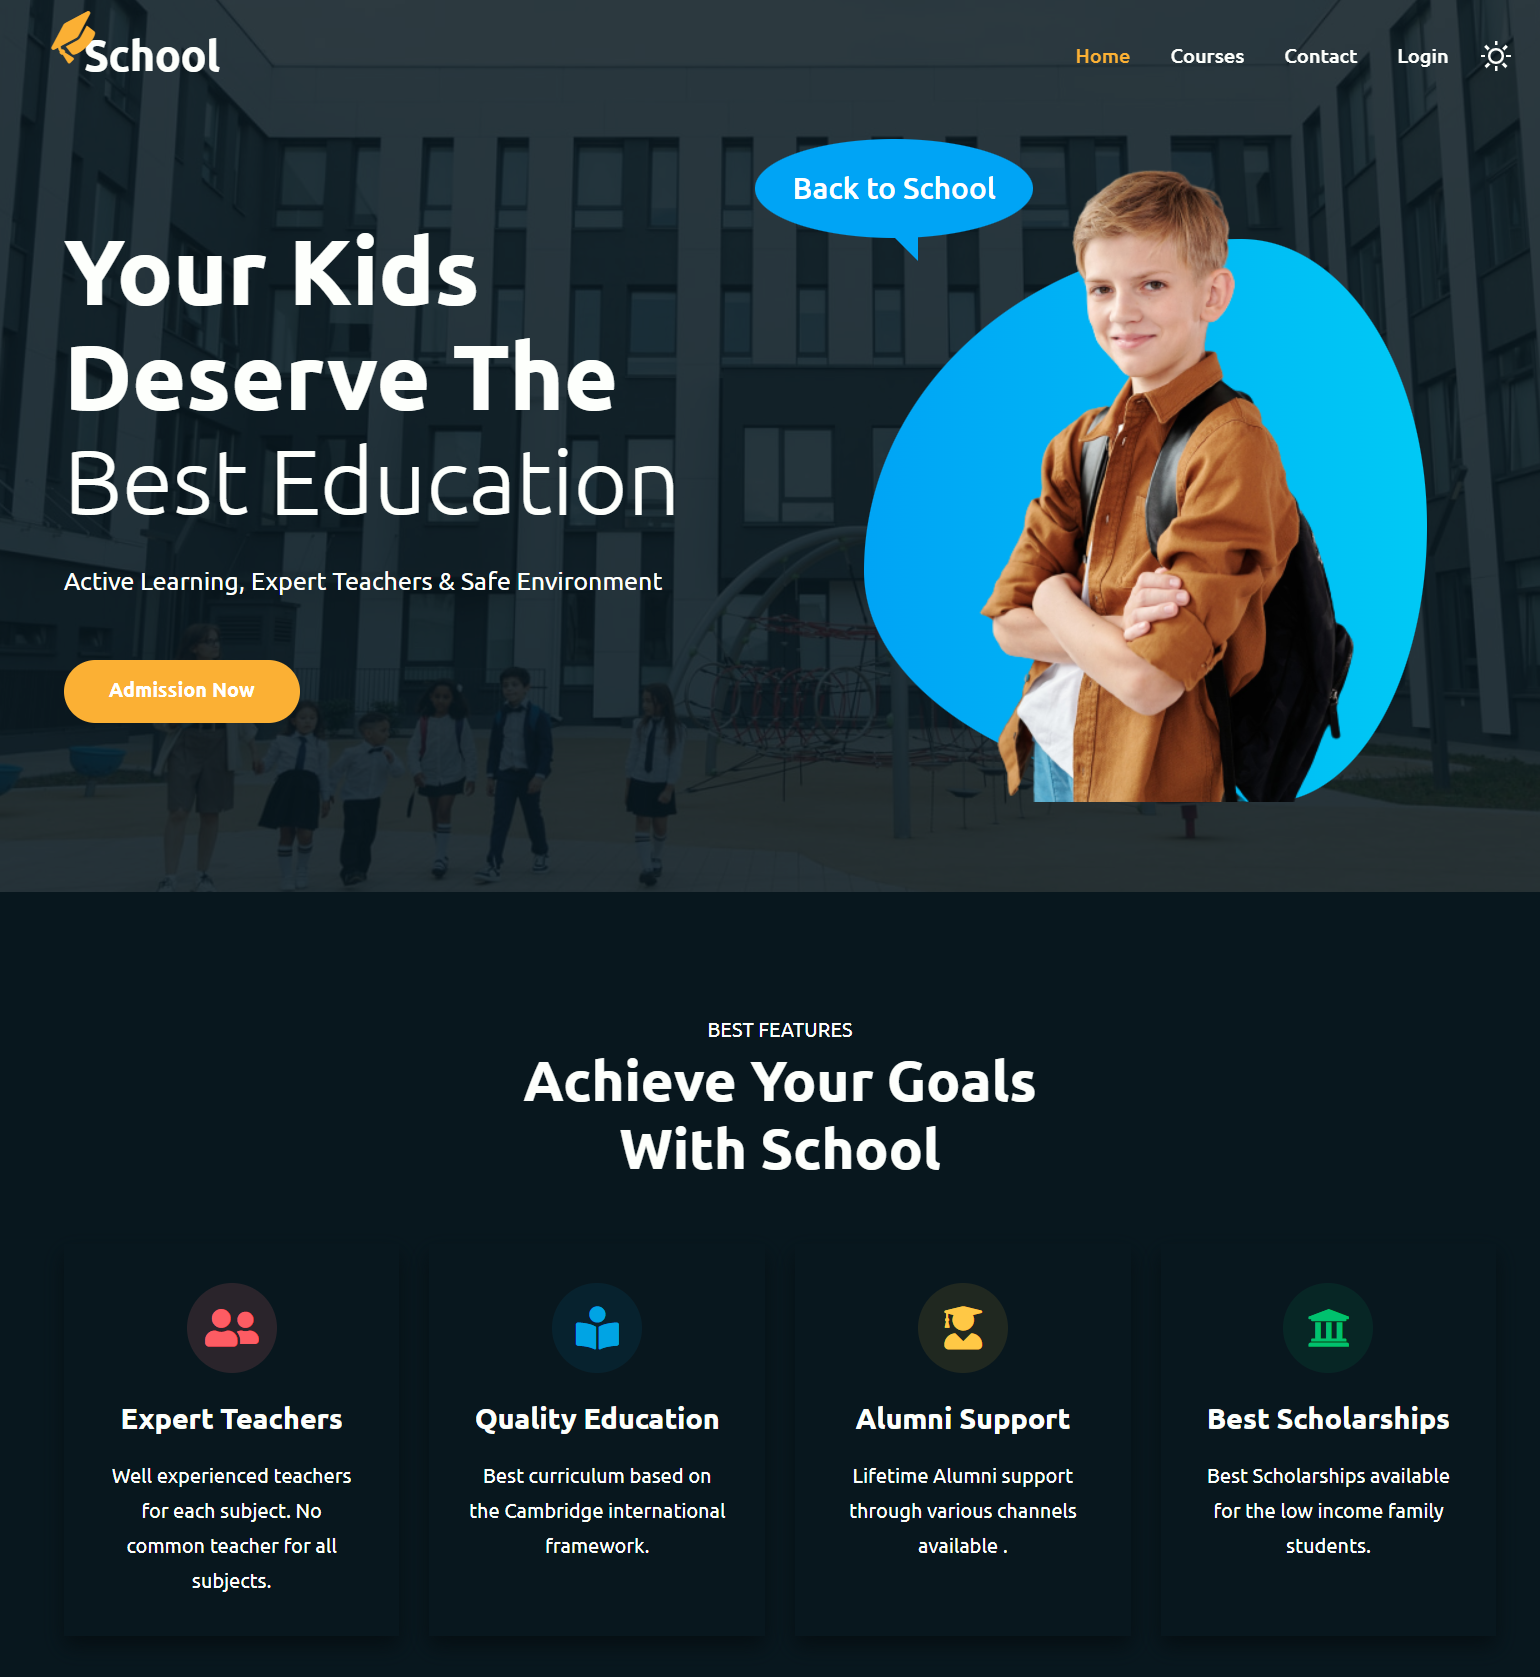 School
Home
Courses
Contact
Login
Back to School
Your Kids
Deserve The
Best Education
Active Learning, Expert Teachers & Safe Environment
Admission Now
BEST FEATURES
Achieve Your Goals
With School
Expert Teachers
Well experienced teachers
for each subject. No
common teacher for all
subjects.
Quality Education
Best curriculum based on
the Cambridge international
framework.
Alumni Support
Lifetime Alumni support
through various channels
available .
Best Scholarships
Best Scholarships available
for the low income family
students.